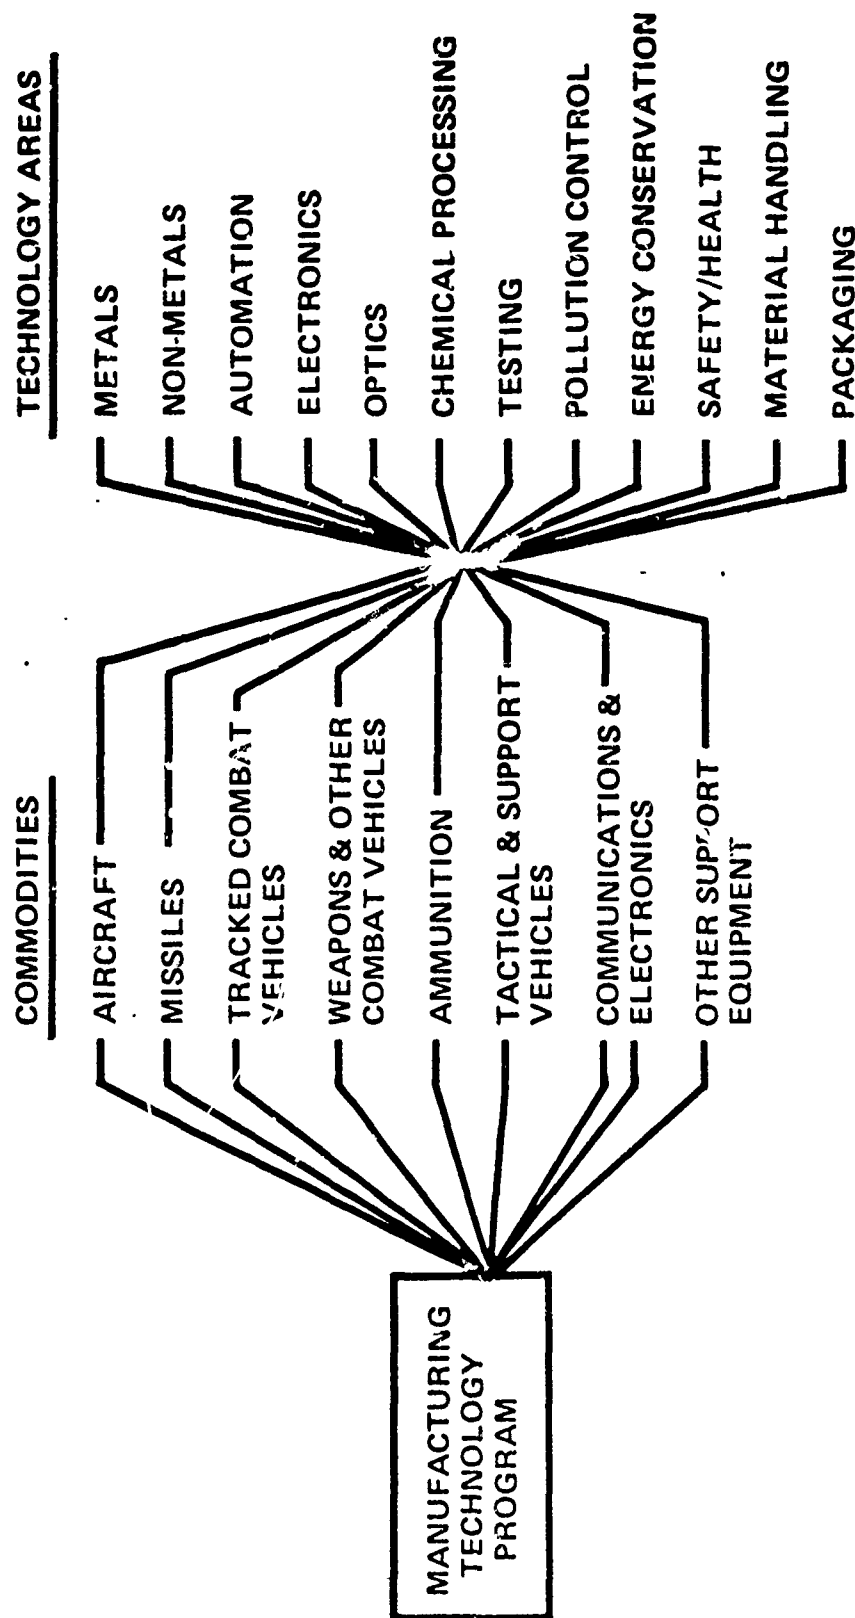 MANUFACTURING
TECHNOLOGY
PROGRAM
COMMODITIES
AIRCRAFT
MISSILES
TRACKED COMBAT
VEHICLES
WEAPONS & OTHER
COMBAT VEHICLES
AMMUNITION
TACTICAL & SUPPORT
VEHICLES
COMMUNICATIONS &
ELECTRONICS
OTHER SUPPORT
EQUIPMENT
TECHNOLOGY AREAS
METALS
NON-METALS
AUTOMATION
ELECTRONICS
OPTICS
CHEMICAL PROCESSING
TESTING
POLLUTION CONTROL
ENERGY CONSERVATION
SAFETY/HEALTH
MATERIAL HANDLING
PACKAGING